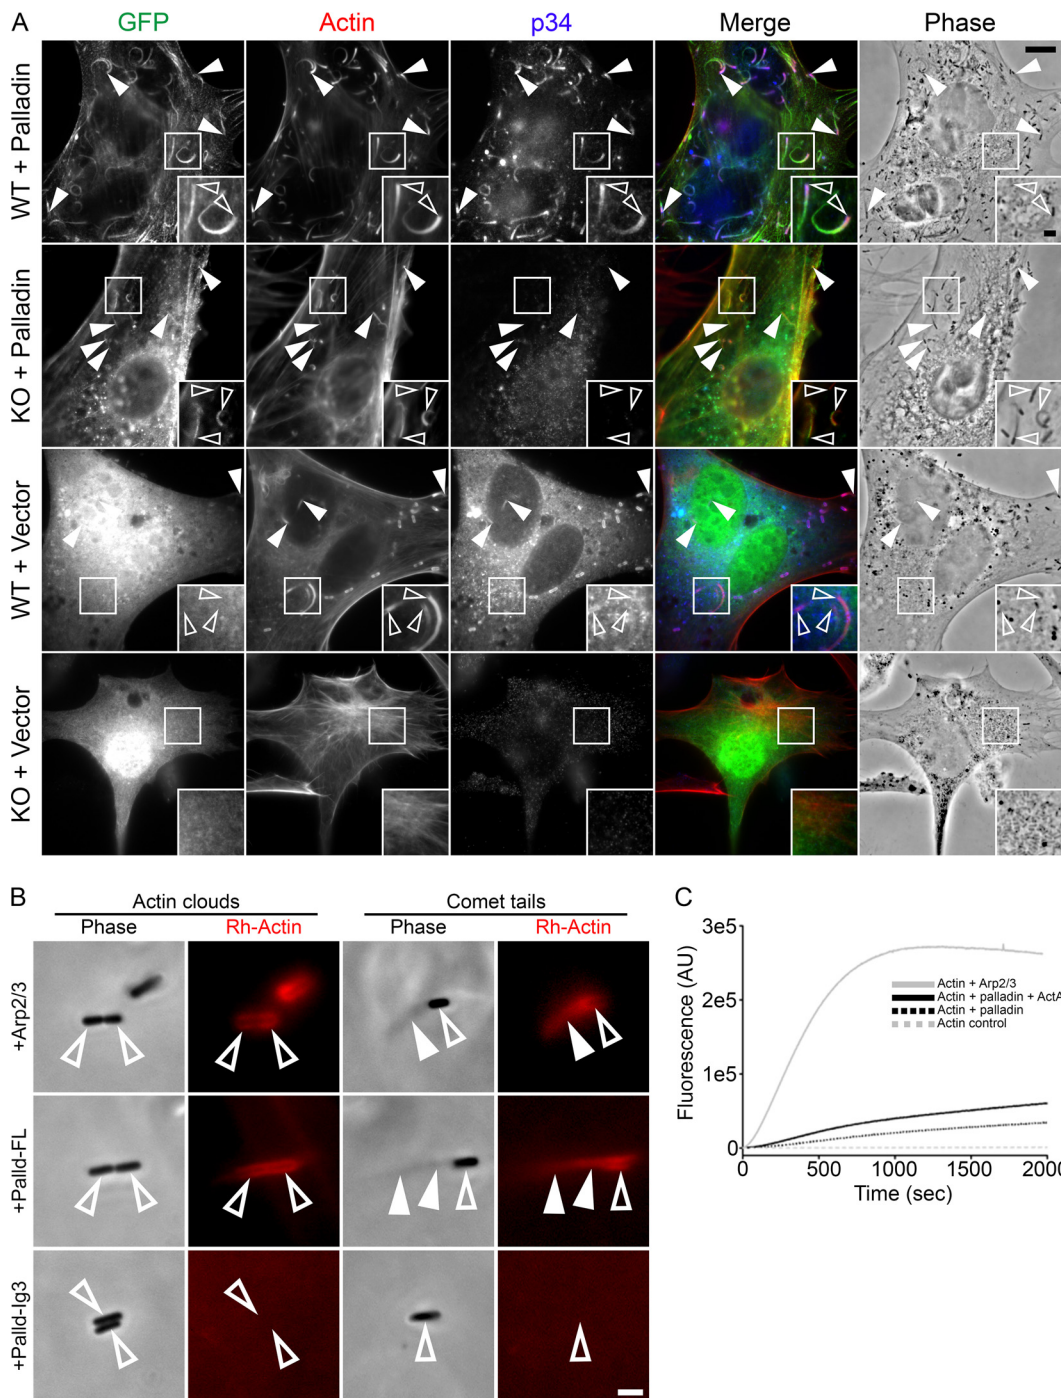 A
GFP Actin p34 Merge Phase
WT + Palladin
KO + Palladin
WT + Vector
KO + Vector
B
Actin clouds Comet tails
Phase Rh-Actin Phase Rh-Actin
+Arp2/3
+Palld-FL
+Palld-Ig3
C
Fluorescence (AU)
3e5
2e5
1e5
0
Actin + Arp2/3
Actin + palladin + ActA
Actin + palladin
Actin control
0 500 1000 1500 2000
Time (sec)